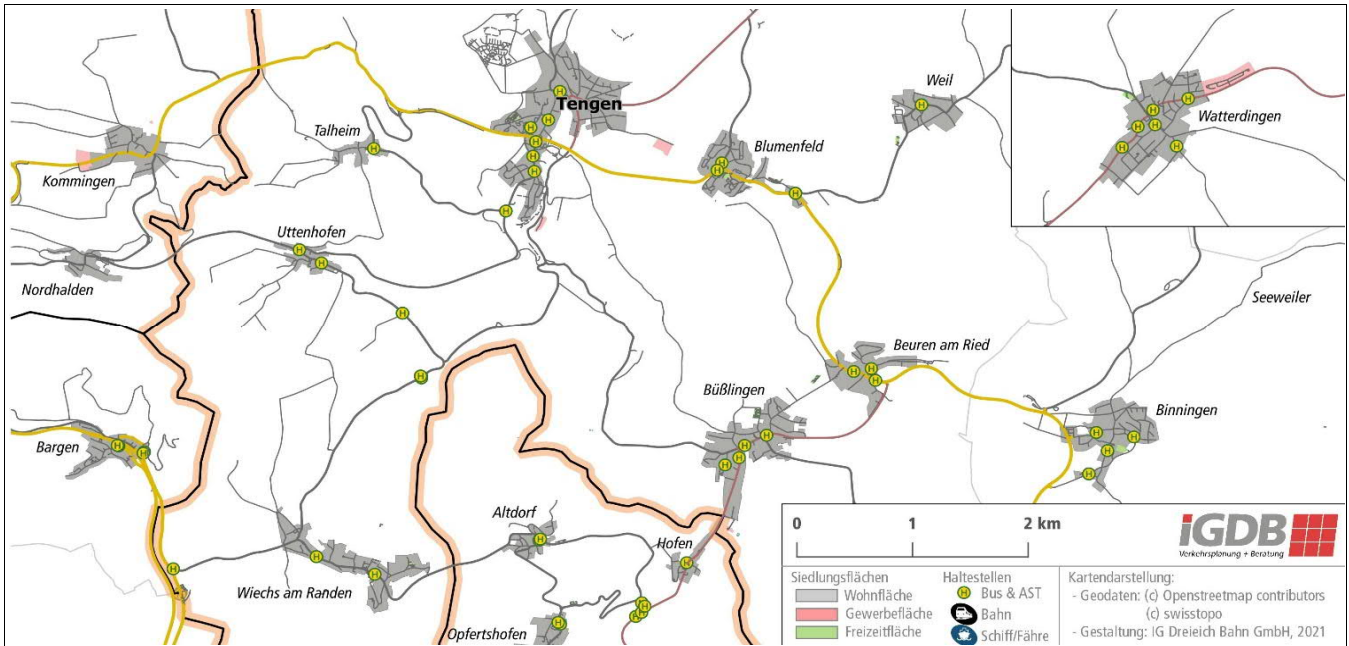 Weil
Tengen
Watterdingen
Talheim
Blumenfeld
Kommingen
Uttenhofen
Nordhalden
Seeweiler
Beuren am Ried
Büßlingen
Binningen
Bargen
Altdorf
Hofen
Wiechs am Randen
Opfertshofen
0 1 2 km
iGDB
Verkehrsplanung + Beratung
Siedlungsflächen
Wohnfläche
Gewerbefläche
Freizeitfläche
Haltestellen
H Bus & AST
Bahn
Schiff/Fähre
Kartendarstellung:
- Geodaten: (c) Openstreetmap contributors
(c) swisstopo
- Gestaltung: IG Dreieich Bahn GmbH, 2021